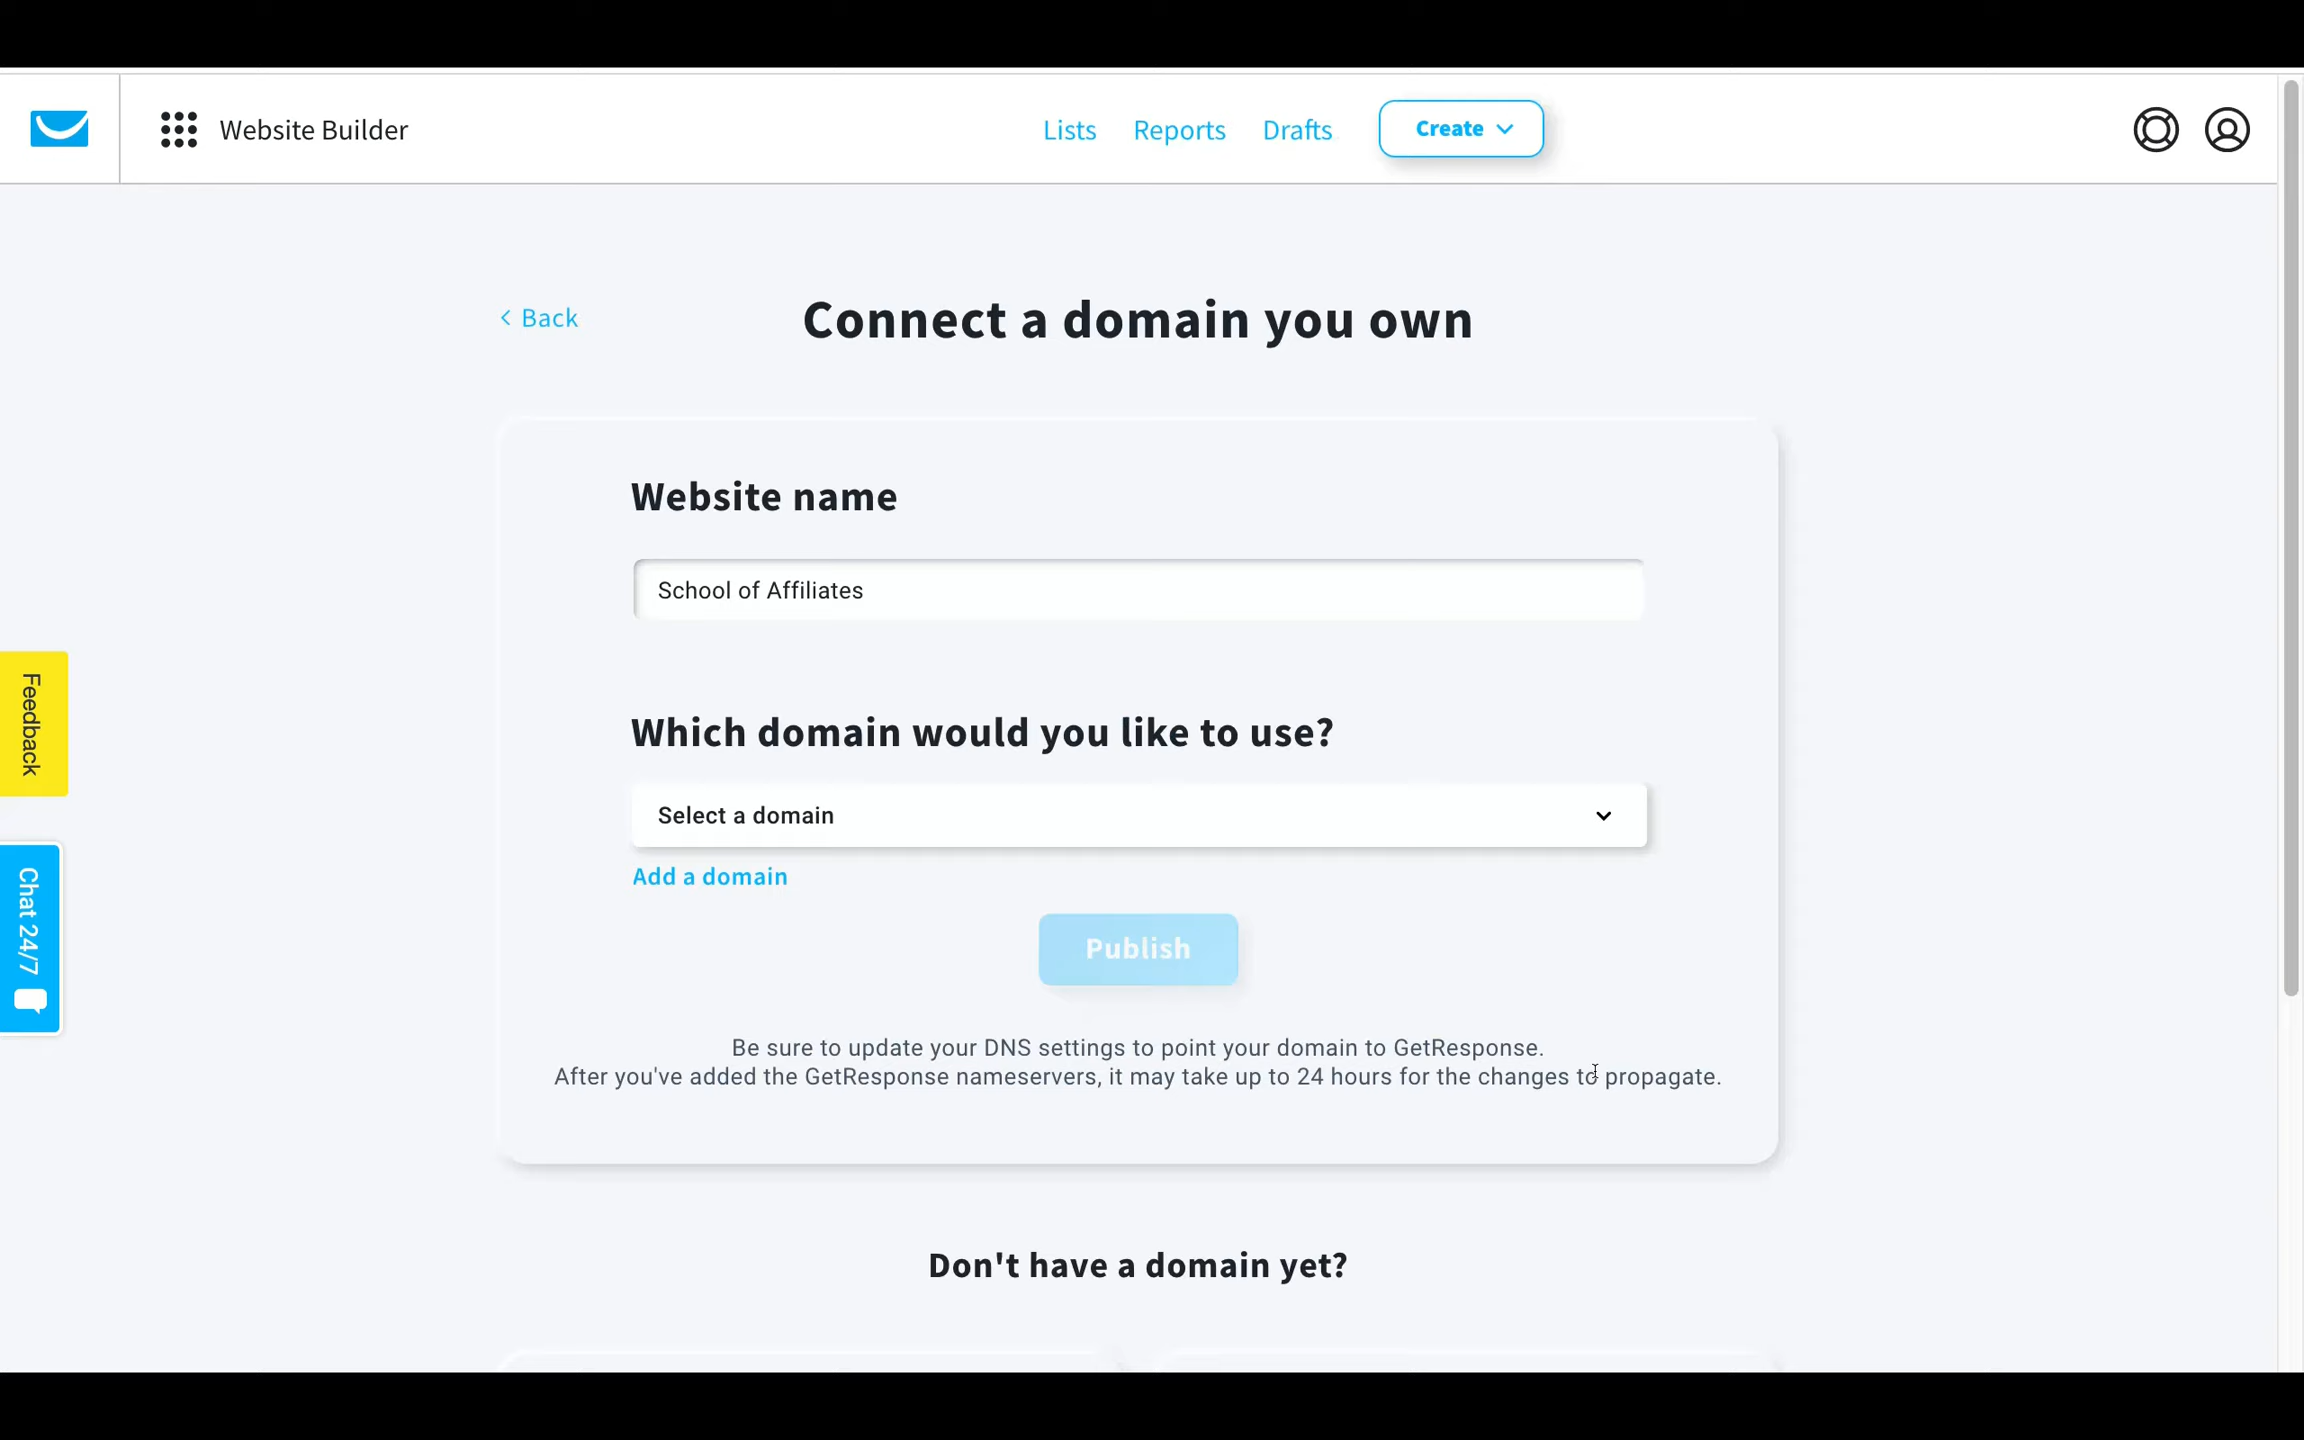 Website Builder
Lists
Reports
Drafts
Create
Back
Connect a domain you own
Website name
School of Affiliates
Which domain would you like to use?
Select a domain
Add a domain
Publish
Be sure to update your DNS settings to point your domain to GetResponse.
After you've added the GetResponse nameservers, it may take up to 24 hours for the changes to propagate.
Don't have a domain yet?
Feedback
Chat 24/7